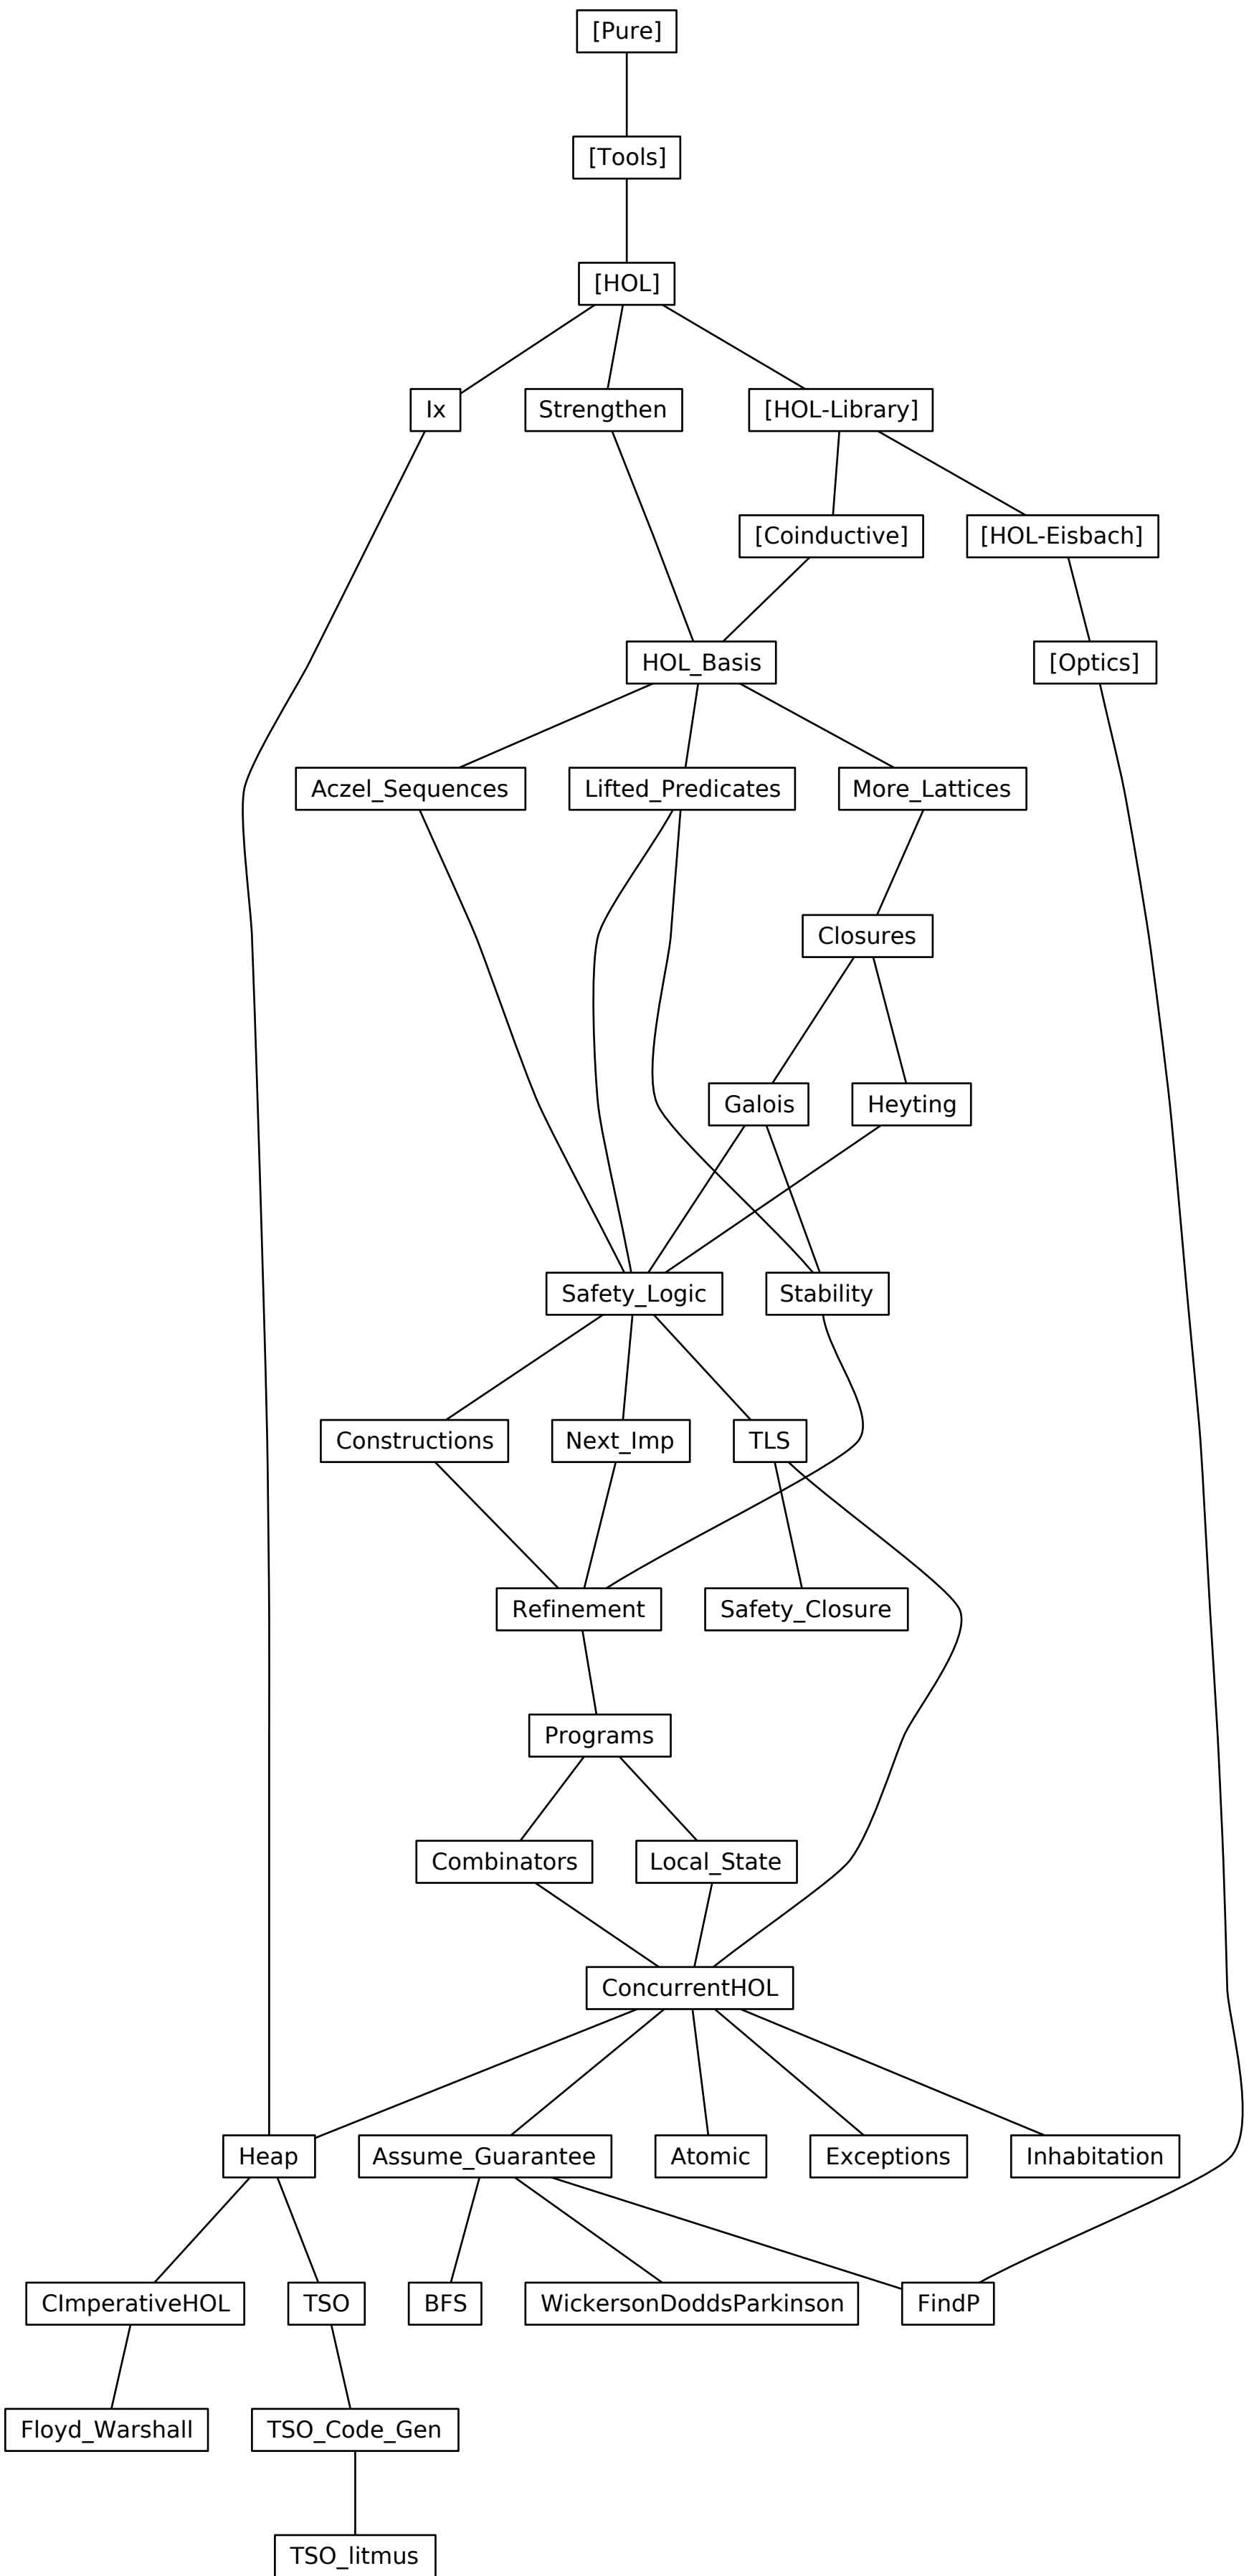 [Pure]
[Tools]
[HOL]
Ix
Strengthen
[HOL-Library]
[Coinductive]
[HOL-Eisbach]
HOL_Basis
[Optics]
Aczel_Sequences
Lifted_Predicates
More_Lattices
Closures
Galois
Heyting
Safety_Logic
Stability
Constructions
Next_Imp
TLS
Refinement
Safety_Closure
Programs
Combinators
Local_State
ConcurrentHOL
Heap
Assume_Guarantee
Atomic
Exceptions
Inhabitation
CImperativeHOL
TSO
BFS
WickersonDoddsParkinson
FindP
Floyd_Warshall
TSO_Code_Gen
TSO_litmus